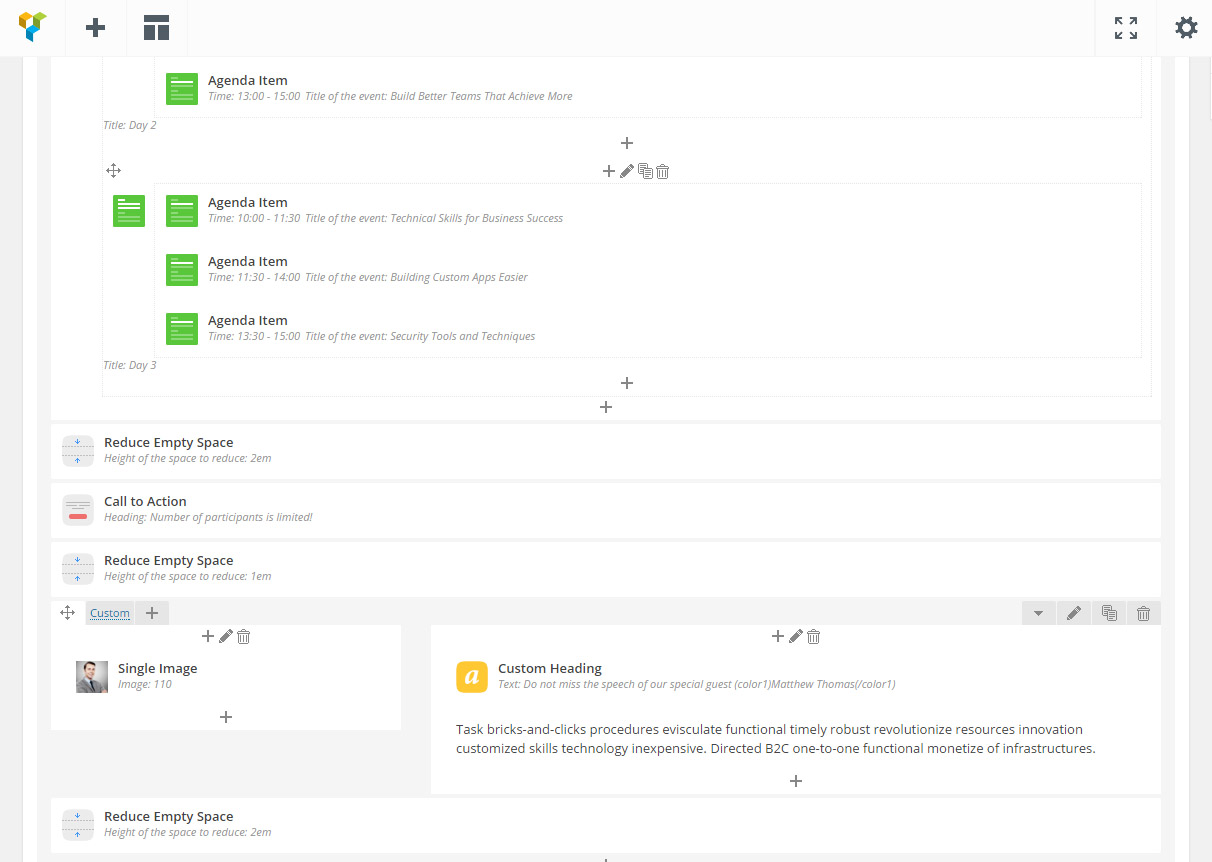 Agenda Item
Time: 13:00 - 15:00 Title of the event: Build Better Teams That Achieve More
Title: Day 2
Agenda Item
Time: 10:00 - 11:30 Title of the event: Technical Skills for Business Success
Agenda Item
Time: 11:30 - 14:00 Title of the event: Building Custom Apps Easier
Agenda Item
Time: 13:30 - 15:00 Title of the event: Security Tools and Techniques
Title: Day 3
Reduce Empty Space
Height of the space to reduce: 2em
Call to Action
Heading: Number of participants is limited!
Reduce Empty Space
Height of the space to reduce: 1em
Custom
Single Image
Image: 110
a
Custom Heading
Text: Do not miss the speech of our special guest (color1)Matthew Thomas(/color1)
Task bricks-and-clicks procedures evisculate functional timely robust revolutionize resources innovation
customized skills technology inexpensive. Directed B2C one-to-one functional monetize of infrastructures.
Reduce Empty Space
Height of the space to reduce: 2em